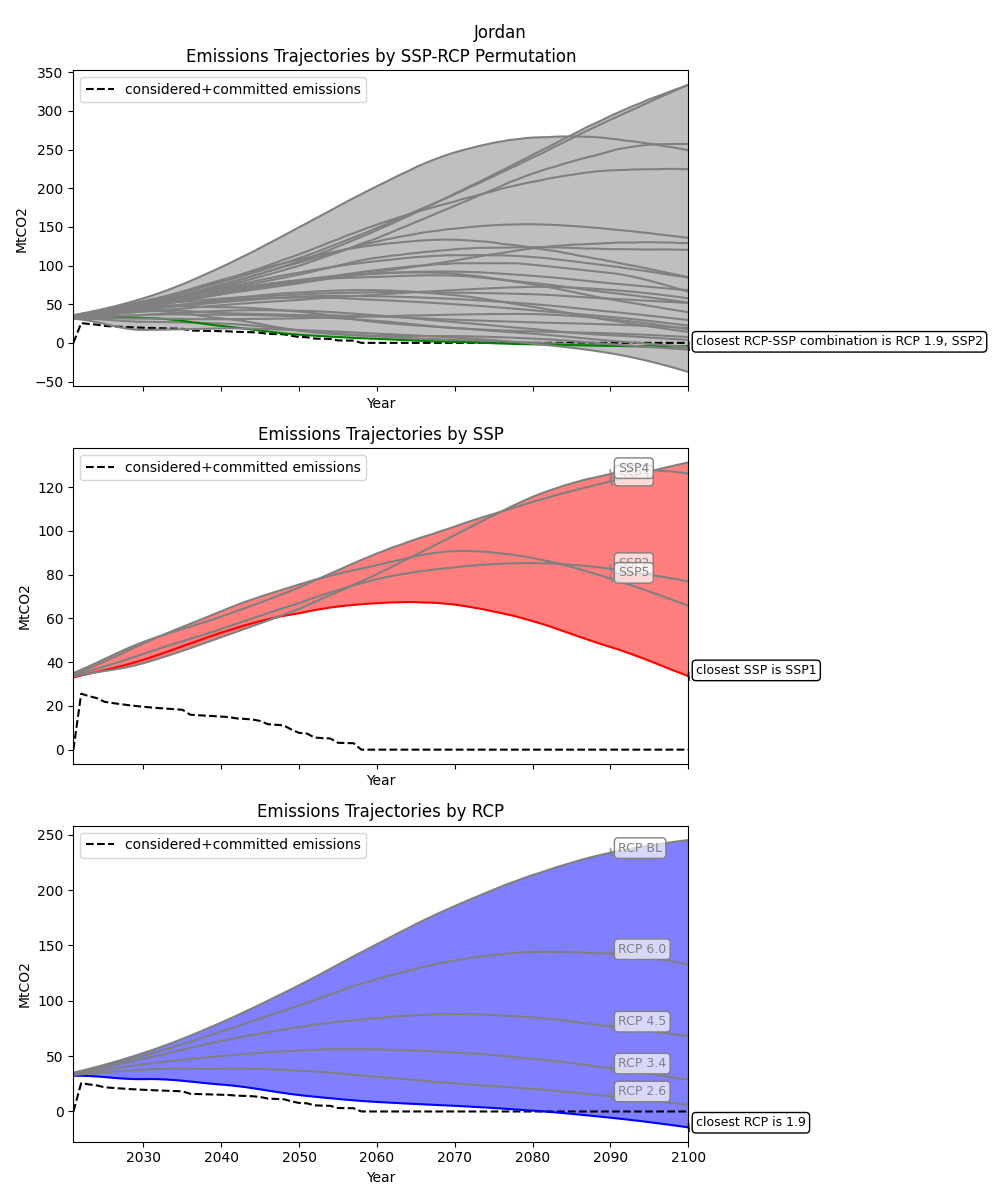 Jordan
Emissions Trajectories by SSP-RCP Permutation
considered+committed emissions
350
300
250
200
150
100
50
0
−50
MtCO2
closest RCP-SSP combination is RCP 1.9, SSP2
Year
Emissions Trajectories by SSP
considered+committed emissions
120
100
80
60
40
20
0
MtCO2
SSP4
SSP5
closest SSP is SSP1
Year
Emissions Trajectories by RCP
considered+committed emissions
250
200
150
100
50
0
MtCO2
RCP BL
RCP 6.0
RCP 4.5
RCP 3.4
RCP 2.6
closest RCP is 1.9
2030 2040 2050 2060 2070 2080 2090 2100
Year